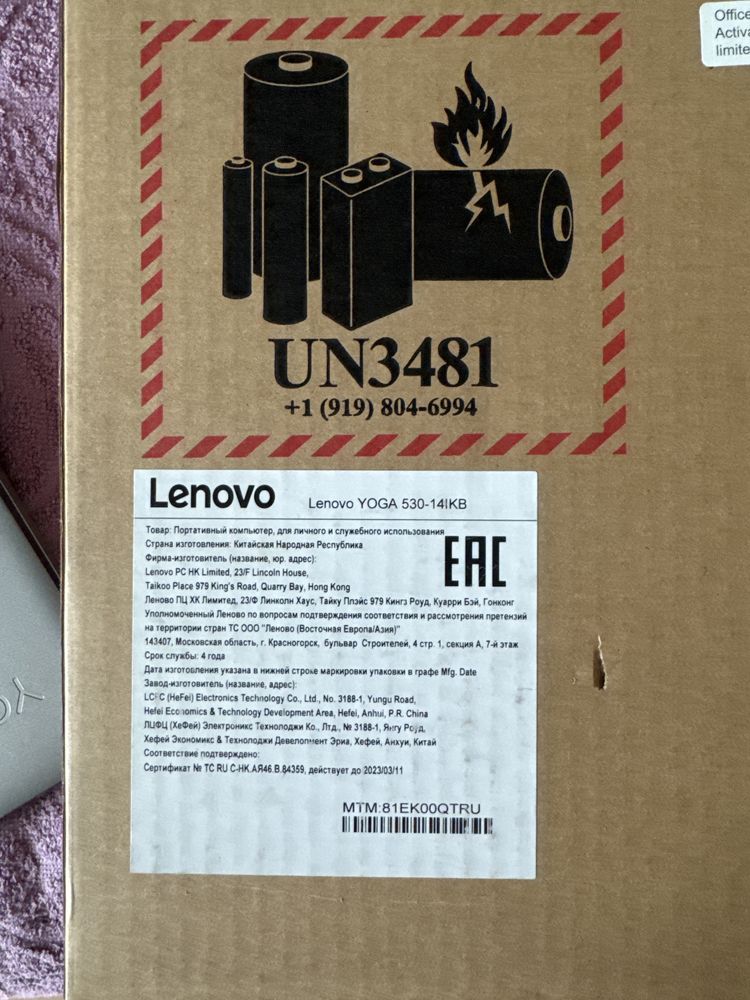 Office
Activa
limite
UN3481
+1 (919) 804-6994
Lenovo
Lenovo YOGA 530-14IKB
Товар: Портативный компьютер, для личного и служебного использования
Страна изготовления: Китайская Народная Республика
Фирма-изготовитель (название, юр. адрес):
Lenovo PC HK Limited, 23/F Lincoln House,
Taikoo Place 979 King's Road, Quarry Bay, Hong Kong
Леново ПЦ ХК Лимитед, 23/Ф Линколн Хаус, Тайку Плэйс 979 Кингз Роуд, Куарри Бэй, Гонконг
Уполномоченный Леново по вопросам подтверждения соответствия и рассмотрения претензий
на территории стран ТС ООО "Леново (Восточная Европа/Азия)"
143407, Московская область, г. Красногорск, бульвар Строителей, 4 стр. 1, секция А, 7-й этаж
Срок службы: 4 года
Дата изготовления указана в нижней строке маркировки упаковки в графе Mfg. Date
Завод-изготовитель (название, адрес):
LCFC (HeFei) Electronics Technology Co., Ltd., No. 3188-1, Yungu Road,
Hefei Economics & Technology Development Area, Hefei, Anhui, P.R. China
ЛЦФЦ (ХеФей) Электроникс Технолоджи Ко., Лтд., № 3188-1, Янгу Роуд,
Хефей Экономикс & Технолоджи Девелопмент Эриа, Хефей, Анхуи, Китай
Соответствие подтверждено:
Сертификат № TC RU C-HK.АЯ46.B.84359, действует до 2023/03/11
EAC
MTM:81EK00QTRU
YO